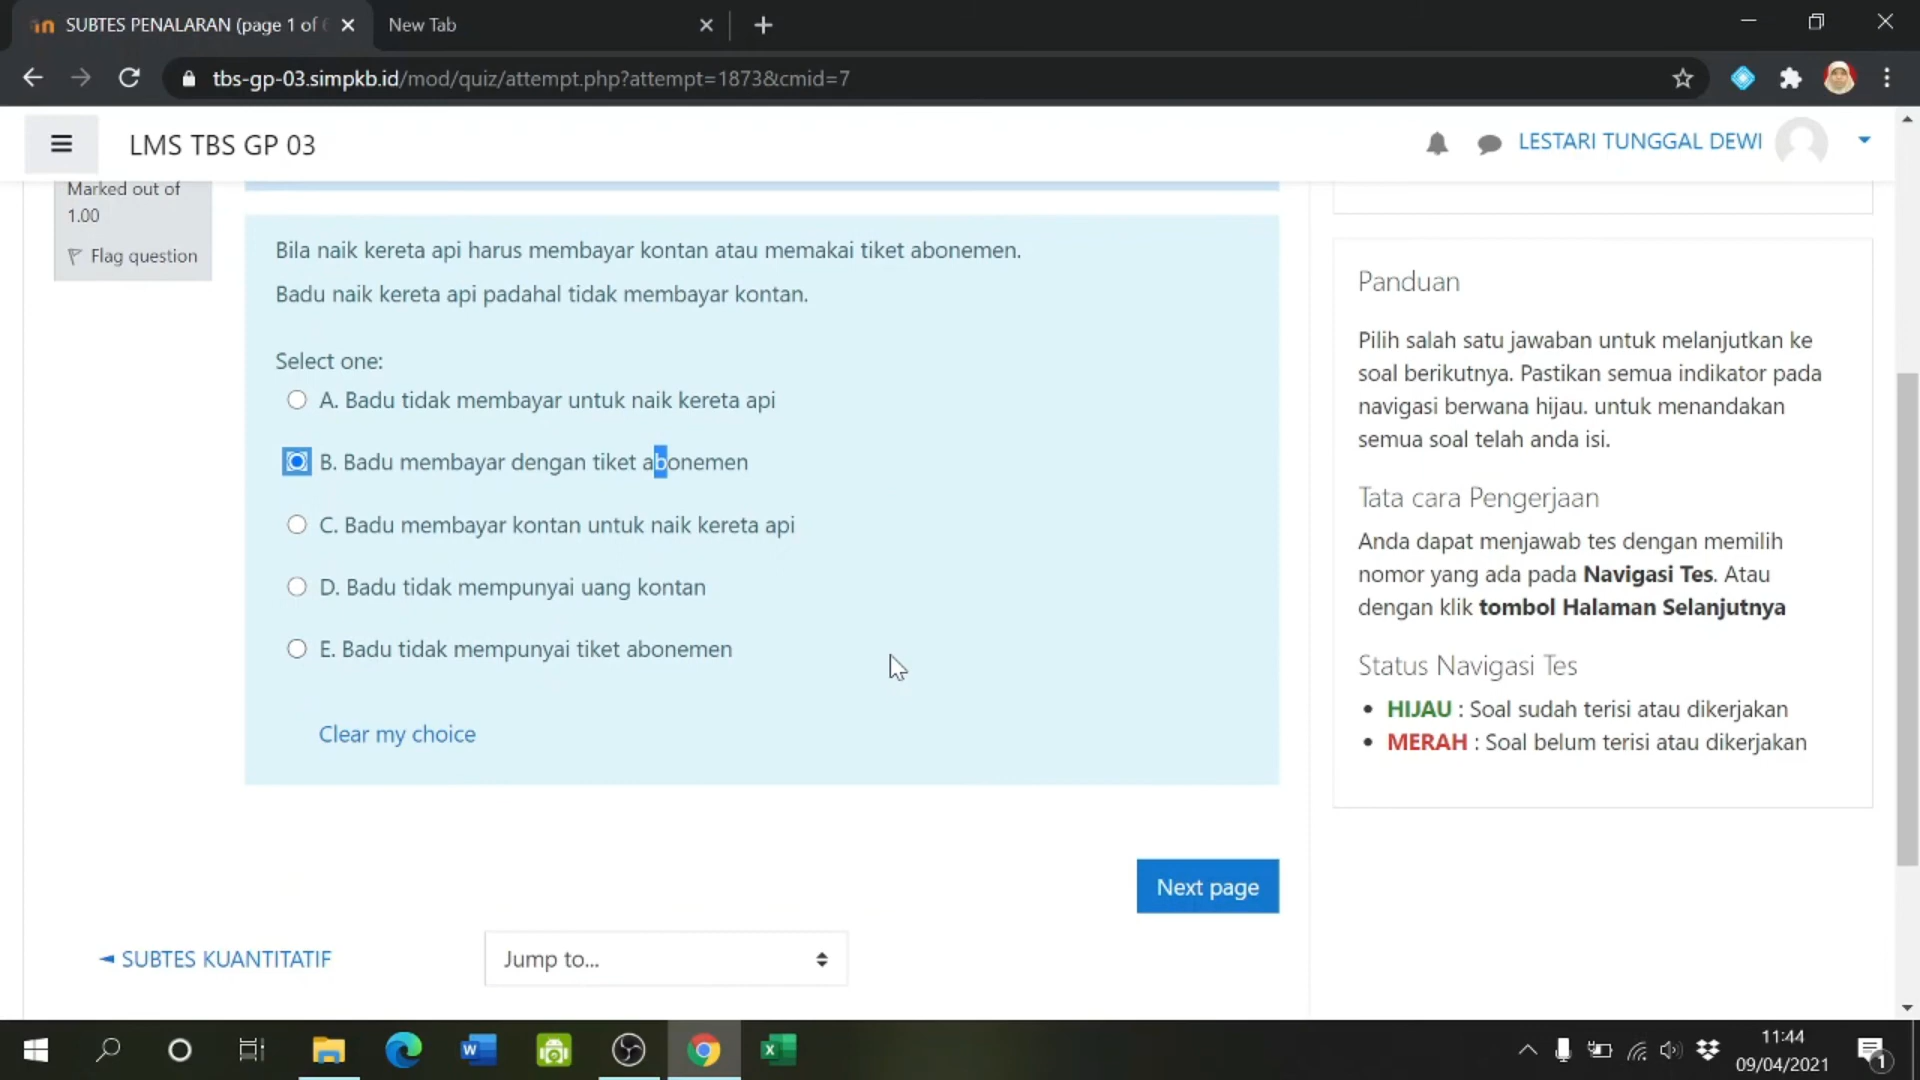 SUBTES PENALARAN (page 1 of 6
New Tab
tbs-gp-03.simpkb.id/mod/quiz/attempt.php?attempt=1873&cmid=7
LMS TBS GP 03
LESTARI TUNGGAL DEWI
Marked out of
1.00
Flag question
Bila naik kereta api harus membayar kontan atau memakai tiket abonemen.
Badu naik kereta api padahal tidak membayar kontan.
Select one:
A. Badu tidak membayar untuk naik kereta api
B. Badu membayar dengan tiket abonemen
C. Badu membayar kontan untuk naik kereta api
D. Badu tidak mempunyai uang kontan
E. Badu tidak mempunyai tiket abonemen
Clear my choice
Next page
◄ SUBTES KUANTITATIF
Jump to...
Panduan
Pilih salah satu jawaban untuk melanjutkan ke
soal berikutnya. Pastikan semua indikator pada
navigasi berwana hijau. untuk menandakan
semua soal telah anda isi.
Tata cara Pengerjaan
Anda dapat menjawab tes dengan memilih
nomor yang ada pada Navigasi Tes. Atau
dengan klik tombol Halaman Selanjutnya
Status Navigasi Tes
HIJAU : Soal sudah terisi atau dikerjakan
MERAH : Soal belum terisi atau dikerjakan
11:44
09/04/2021
1